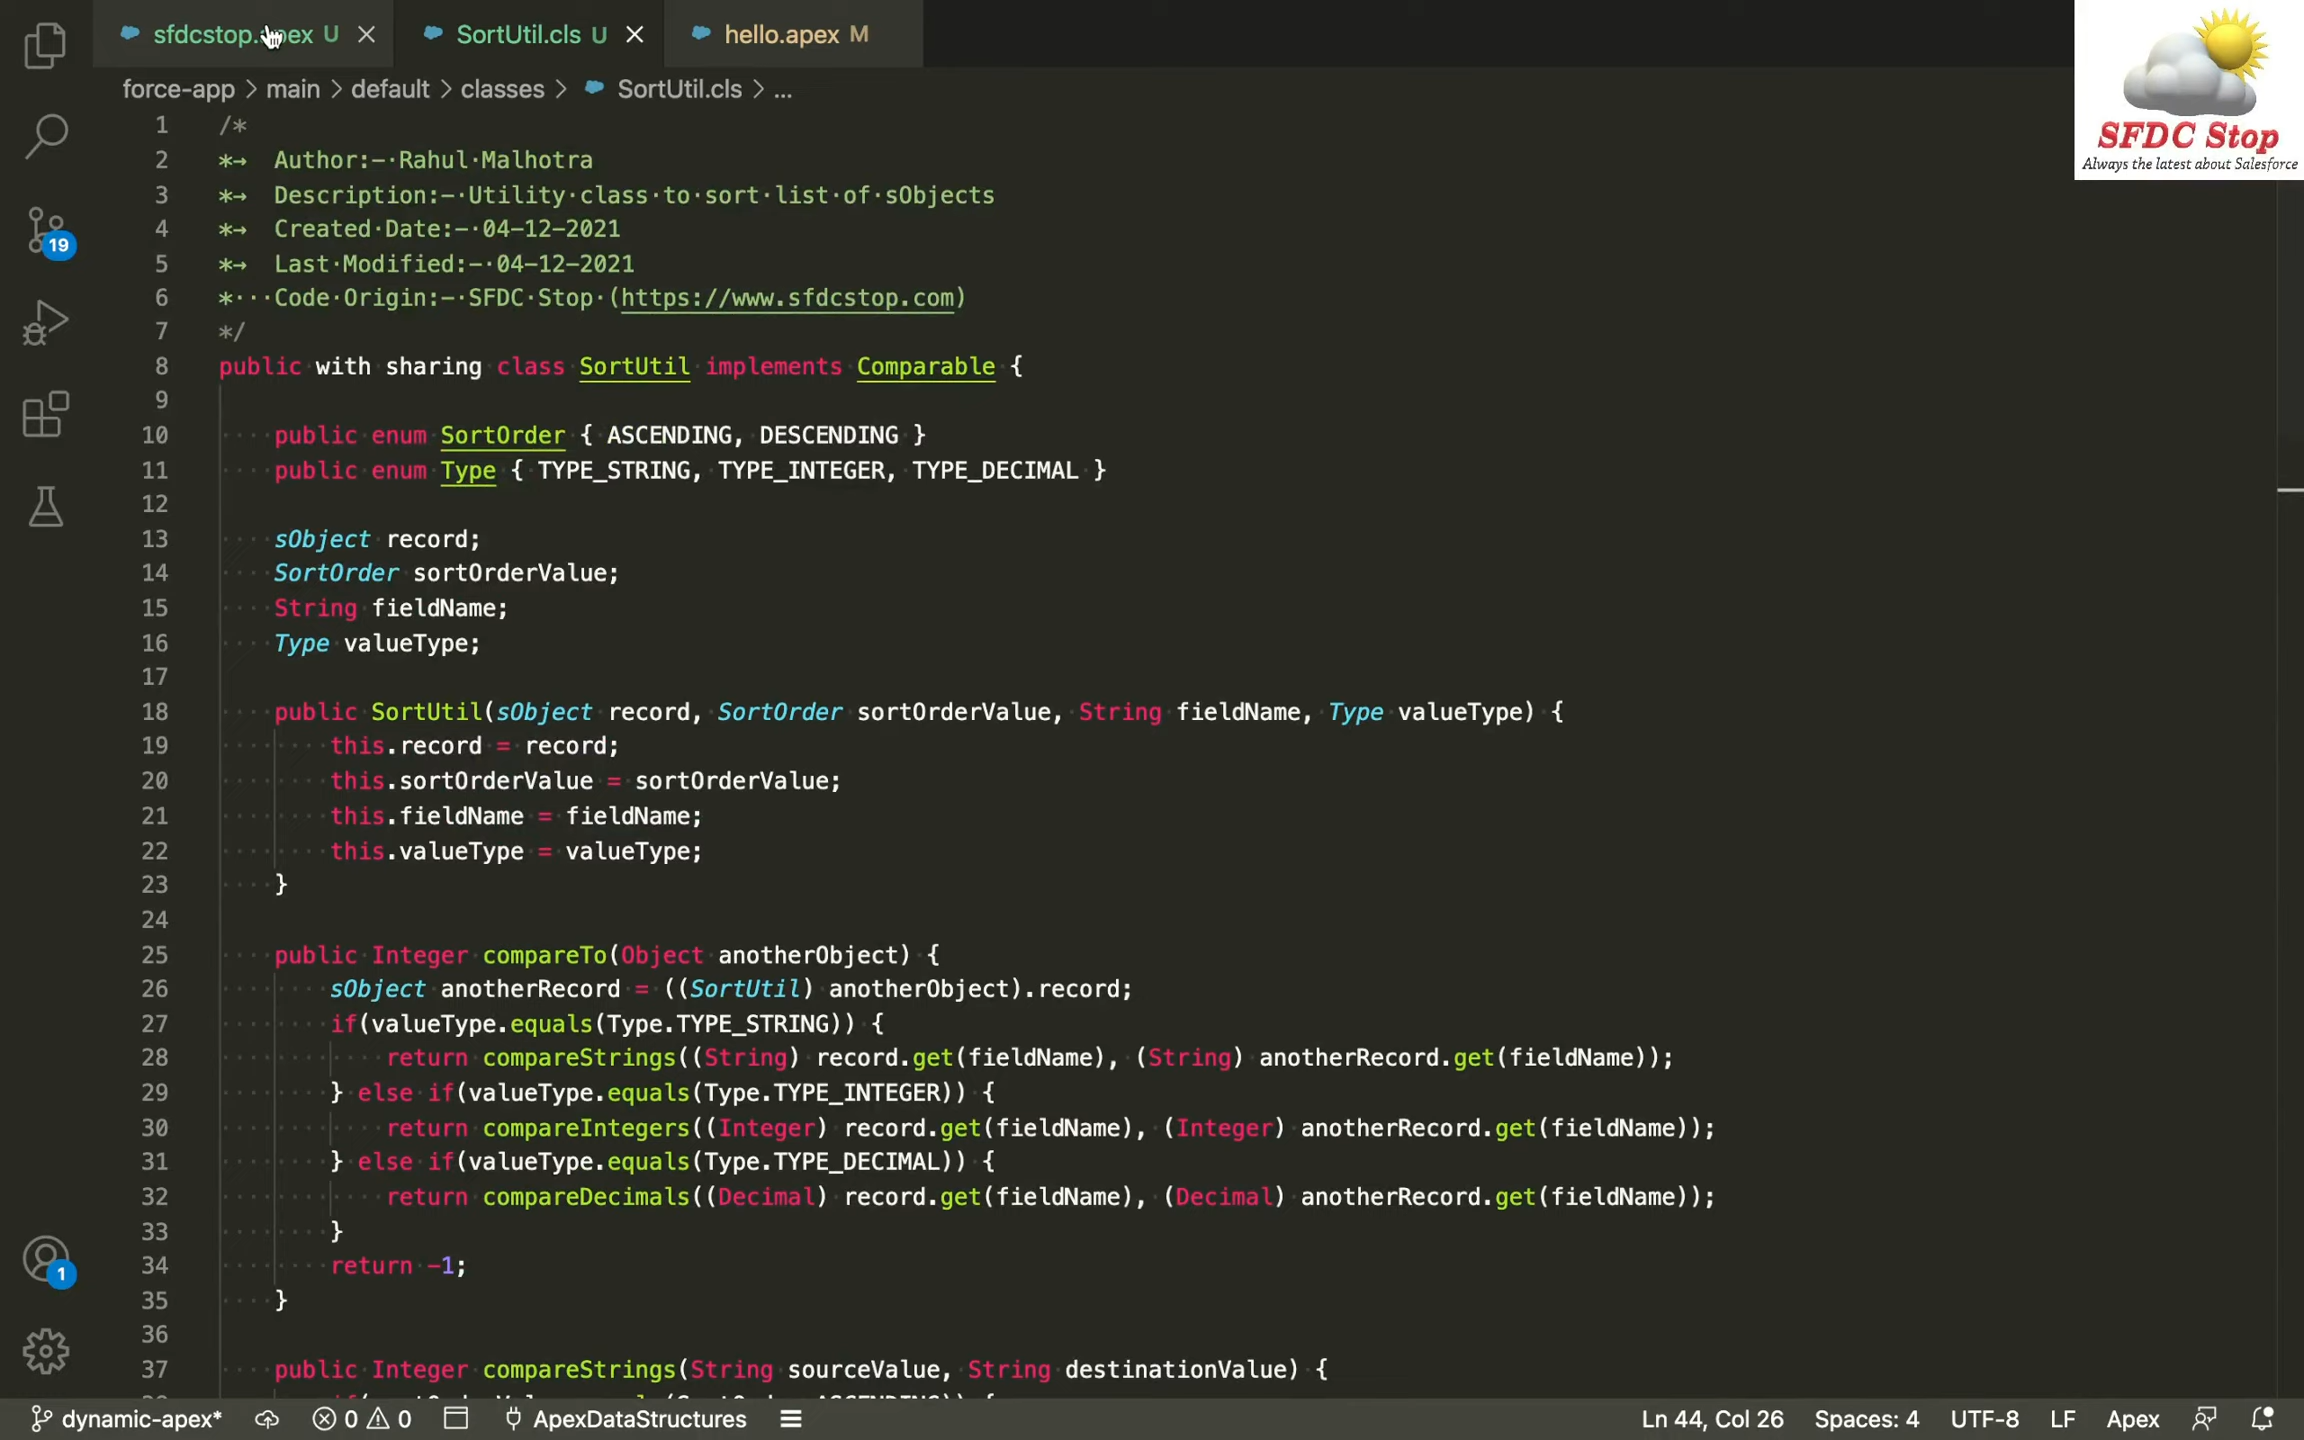 sfdcstop.apex U
SortUtil.cls U
hello.apex M
force-app > main > default > classes > SortUtil.cls > ...
SFDC Stop
Always the latest about Salesforce
1 /*
2 *→ Author:- Rahul Malhotra
3 *→ Description:- Utility class to sort list of sObjects
4 *→ Created Date:- 04-12-2021
5 *→ Last Modified:- 04-12-2021
6 * Code Origin:- SFDC Stop (https://www.sfdcstop.com)
7 */
8 public with sharing class SortUtil implements Comparable {
9
10 public enum SortOrder { ASCENDING, DESCENDING }
11 public enum Type { TYPE_STRING, TYPE_INTEGER, TYPE_DECIMAL }
12
13 sObject record;
14 SortOrder sortOrderValue;
15 String fieldName;
16 Type valueType;
17
18 public SortUtil(sObject record, SortOrder sortOrderValue, String fieldName, Type valueType) {
19 this.record = record;
20 this.sortOrderValue = sortOrderValue;
21 this.fieldName = fieldName;
22 this.valueType = valueType;
23 }
24
25 public Integer compareTo(Object anotherObject) {
26 sObject anotherRecord = ((SortUtil) anotherObject).record;
27 if(valueType.equals(Type.TYPE_STRING)) {
28 return compareStrings((String) record.get(fieldName), (String) anotherRecord.get(fieldName));
29 } else if(valueType.equals(Type.TYPE_INTEGER)) {
30 return compareIntegers((Integer) record.get(fieldName), (Integer) anotherRecord.get(fieldName));
31 } else if(valueType.equals(Type.TYPE_DECIMAL)) {
32 return compareDecimals((Decimal) record.get(fieldName), (Decimal) anotherRecord.get(fieldName));
33 }
34 return -1;
35 }
36
37 public Integer compareStrings(String sourceValue, String destinationValue) {
19
1
dynamic-apex* 0 0 ApexDataStructures Ln 44, Col 26 Spaces: 4 UTF-8 LF Apex